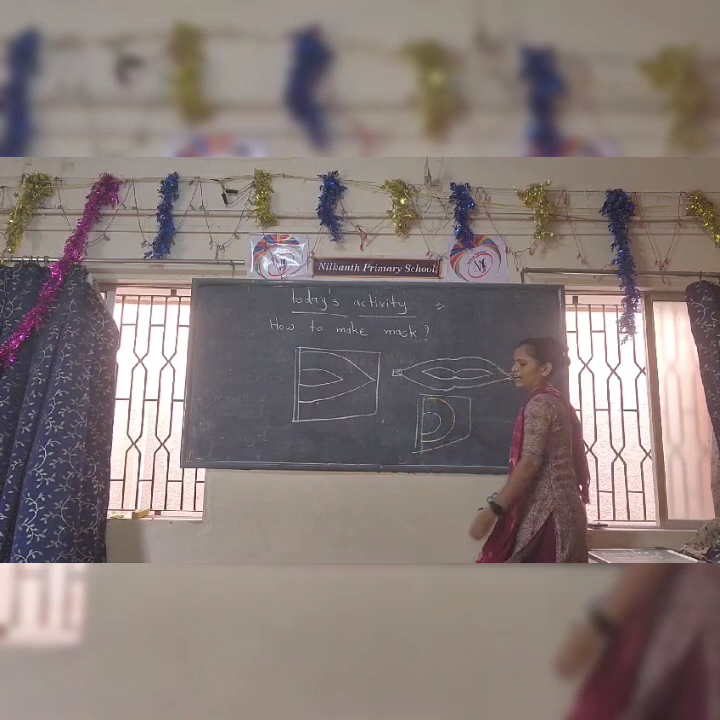 Nilkanth Primary School
today's activity :-
How to make mask ?